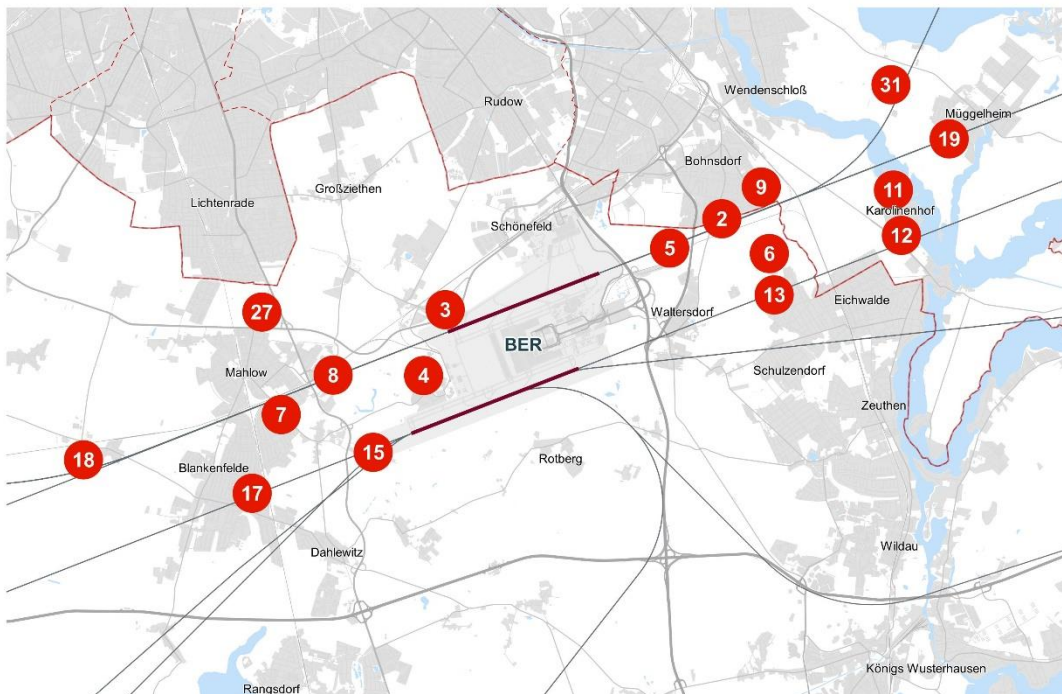 31
Wendenschloß
Rudow
Müggelheim
19
Bohnsdorf
Großziethen
9
11
Lichtenrade
Karolinenhof
2
Schönefeld
12
5
6
13
Eichwalde
27
3
Waltersdorf
BER
Mahlow
8
4
Schulzendorf
7
Zeuthen
15
18
Blankenfelde
Rotberg
17
Dahlewitz
Wildau
Königs Wusterhausen
Rangsdorf